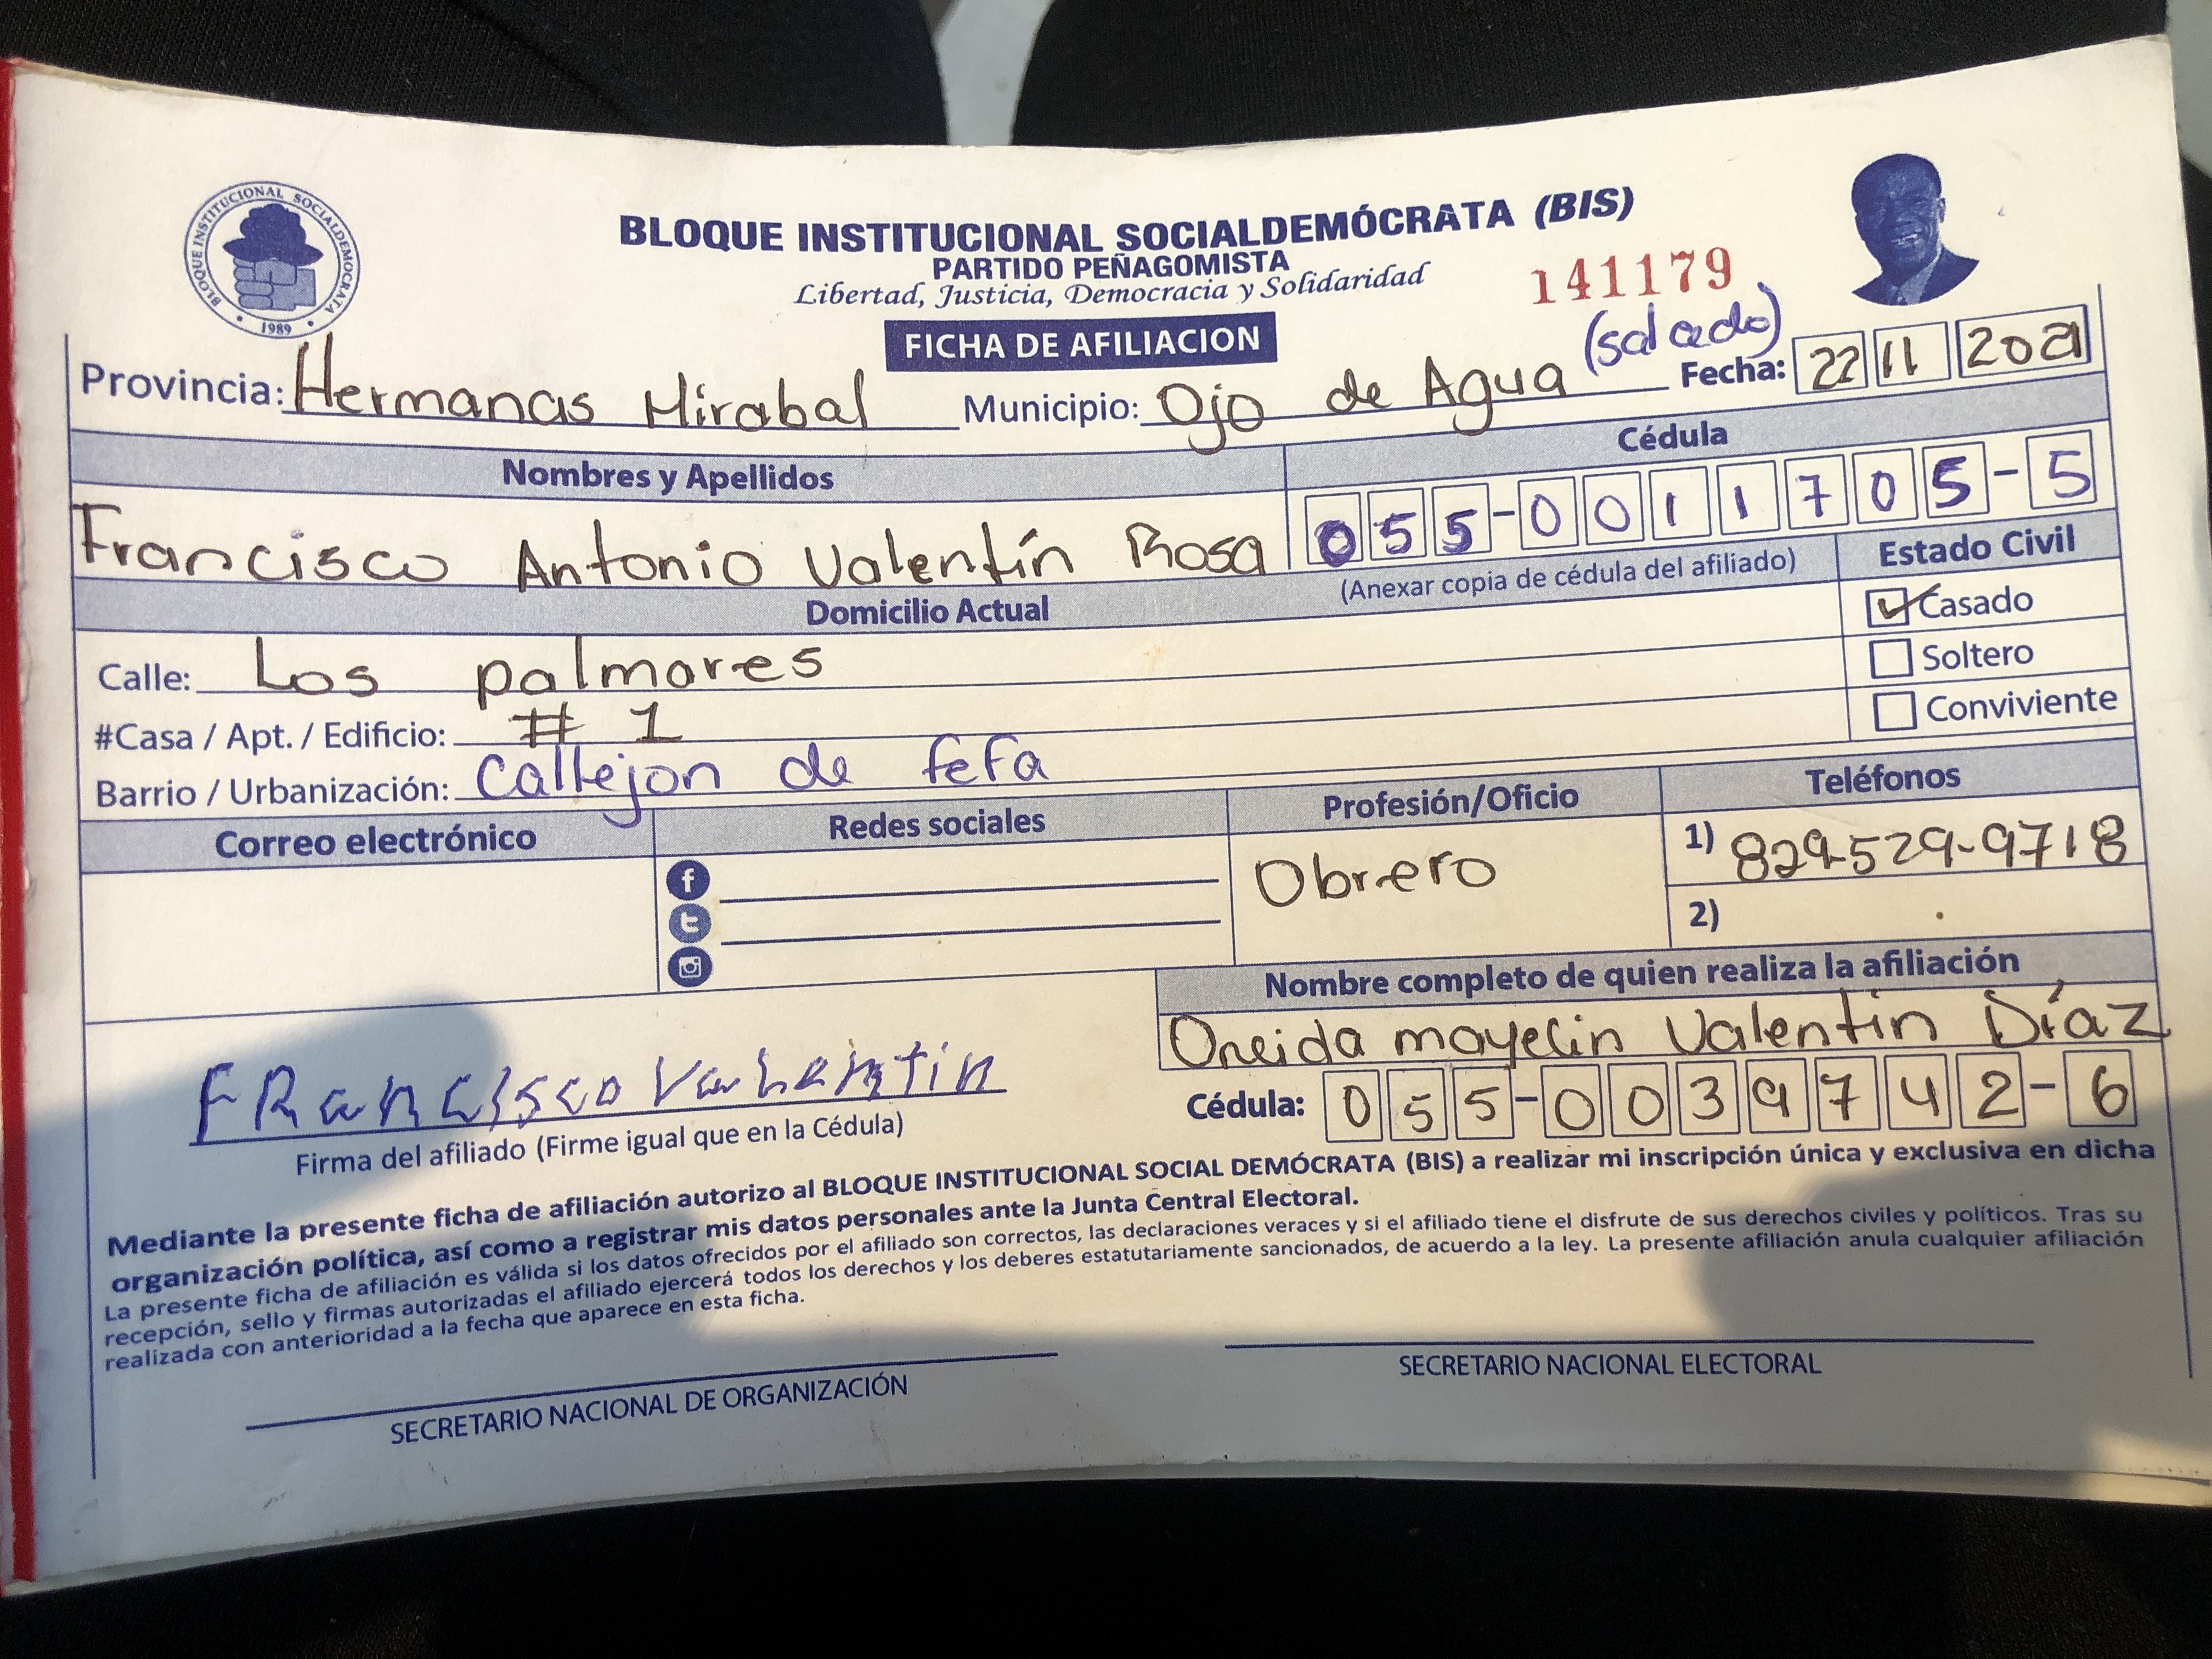 BLOQUE INSTITUCIONAL SOCIALDEMOCRATA
1989
BLOQUE INSTITUCIONAL SOCIALDEMÓCRATA (BIS)
PARTIDO PEÑAGOMISTA
Libertad, Justicia, Democracia y Solidaridad
141179
FICHA DE AFILIACION
(salcedo)
Provincia: Hermanas Mirabal Municipio: Ojo de Agua Fecha: 22 11 2021
Nombres y Apellidos Cédula
Francisco Antonio Valentín Rosa 055-0011705-5
(Anexar copia de cédula del afiliado) Estado Civil
Domicilio Actual
Casado
Calle: Los palmares
Soltero
#Casa / Apt. / Edificio: # 1
Conviviente
Barrio / Urbanización: Callejon de fefa
Correo electrónico Redes sociales Profesión/Oficio Teléfonos
Obrero 1) 829-529-9718
2)
Nombre completo de quien realiza la afiliación
Oneida mayelin Valentin Díaz
FRancisco Valentin
Cédula: 055-0039742-6
Firma del afiliado (Firme igual que en la Cédula)
Mediante la presente ficha de afiliación autorizo al BLOQUE INSTITUCIONAL SOCIAL DEMÓCRATA (BIS) a realizar mi inscripción única y exclusiva en dicha
organización política, así como a registrar mis datos personales ante la Junta Central Electoral.
La presente ficha de afiliación es válida si los datos ofrecidos por el afiliado son correctos, las declaraciones veraces y si el afiliado tiene el disfrute de sus derechos civiles y políticos. Tras su
recepción, sello y firmas autorizadas el afiliado ejercerá todos los derechos y los deberes estatutariamente sancionados, de acuerdo a la ley. La presente afiliación anula cualquier afiliación
realizada con anterioridad a la fecha que aparece en esta ficha.
SECRETARIO NACIONAL DE ORGANIZACIÓN
SECRETARIO NACIONAL ELECTORAL